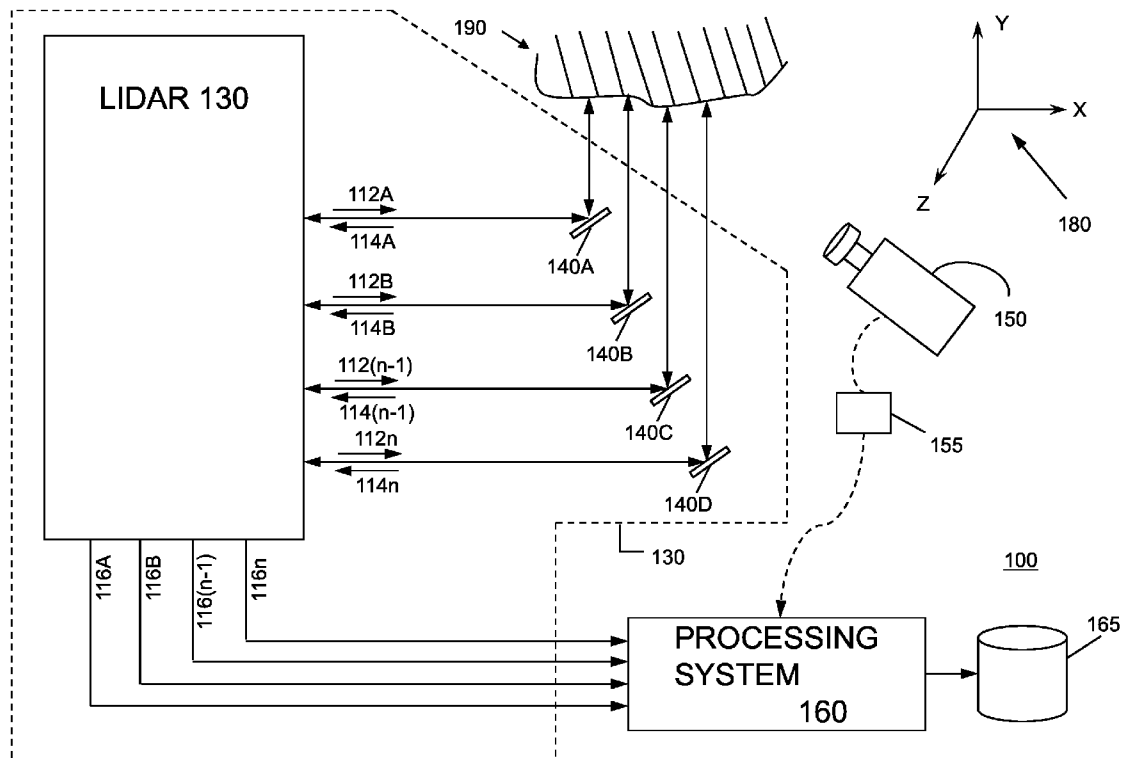 190
LIDAR 130
Y
X
Z
180
112A
114A
140A
112B
114B
140B
150
112(n-1)
114(n-1)
140C
155
112n
114n
140D
130
116A
116B
116(n-1)
116n
100
PROCESSING
SYSTEM
160
165